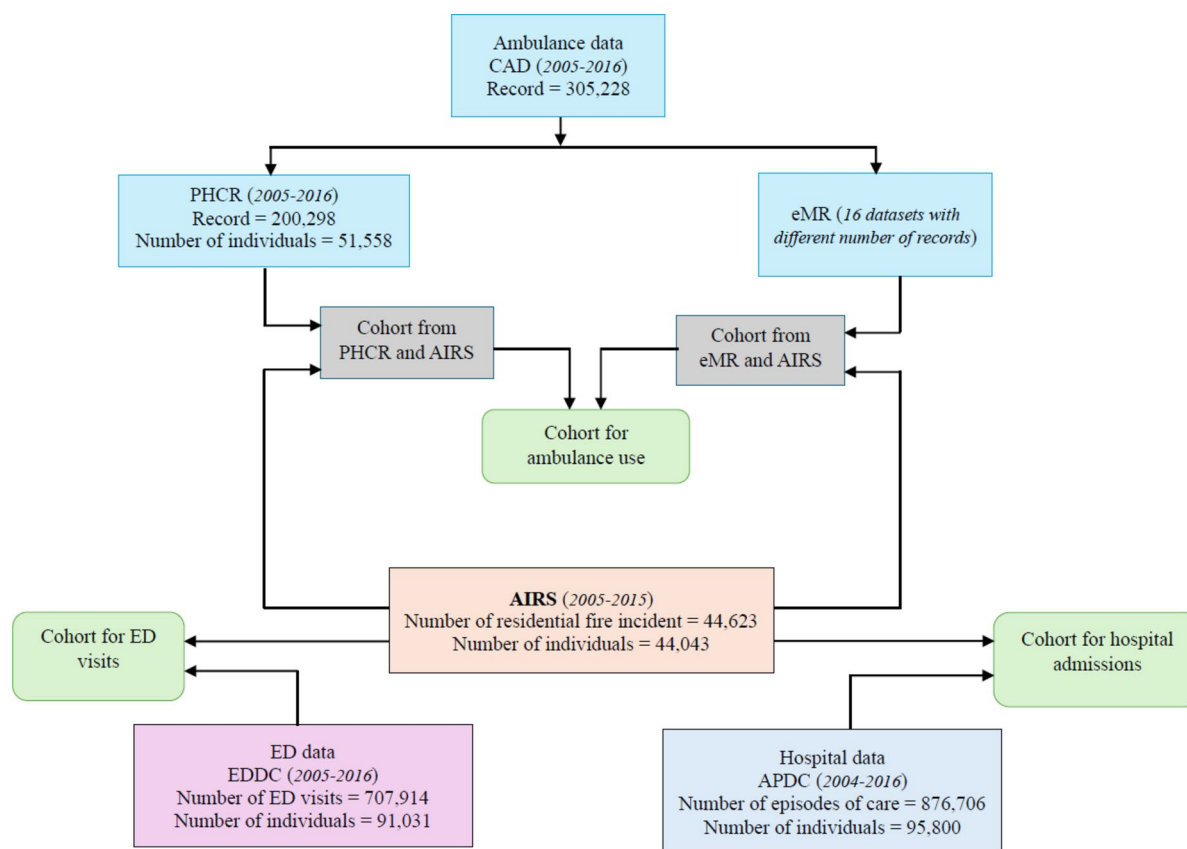 Ambulance data
CAD (2005-2016)
Record = 305,228
PHCR (2005-2016)
Record = 200,298
Number of individuals = 51,558
eMR (16 datasets with
different number of records)
Cohort from
PHCR and AIRS
Cohort from
eMR and AIRS
Cohort for
ambulance use
AIRS (2005-2015)
Number of residential fire incident = 44,623
Number of individuals = 44,043
Cohort for ED
visits
Cohort for hospital
admissions
ED data
EDDC (2005-2016)
Number of ED visits = 707,914
Number of individuals = 91,031
Hospital data
APDC (2004-2016)
Number of episodes of care = 876,706
Number of individuals = 95,800